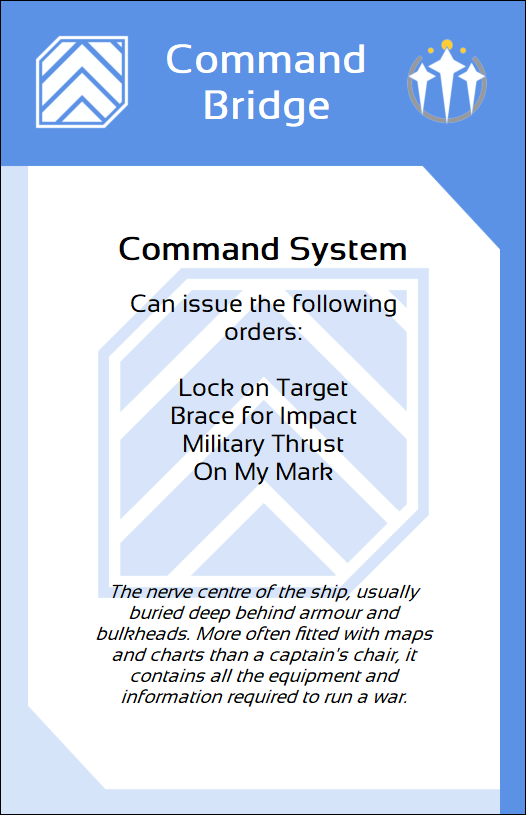 Command
Bridge
Command System
Can issue the following
orders:
Lock on Target
Brace for Impact
Military Thrust
On My Mark
The nerve centre of the ship, usually
buried deep behind armour and
bulkheads. More often fitted with maps
and charts than a captain's chair, it
contains all the equipment and
information required to run a war.